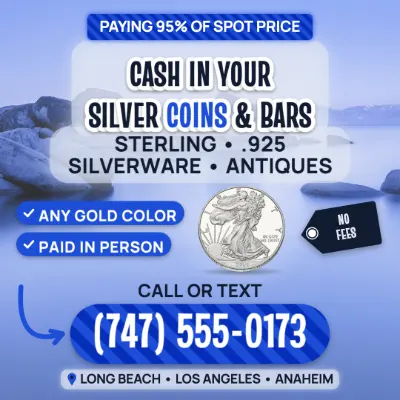 PAYING 95% OF SPOT PRICE
CASH IN YOUR
SILVER COINS & BARS
STERLING • .925
SILVERWARE • ANTIQUES
ANY GOLD COLOR
PAID IN PERSON
NO
FEES
CALL OR TEXT
(747) 555-0173
LONG BEACH • LOS ANGELES • ANAHEIM